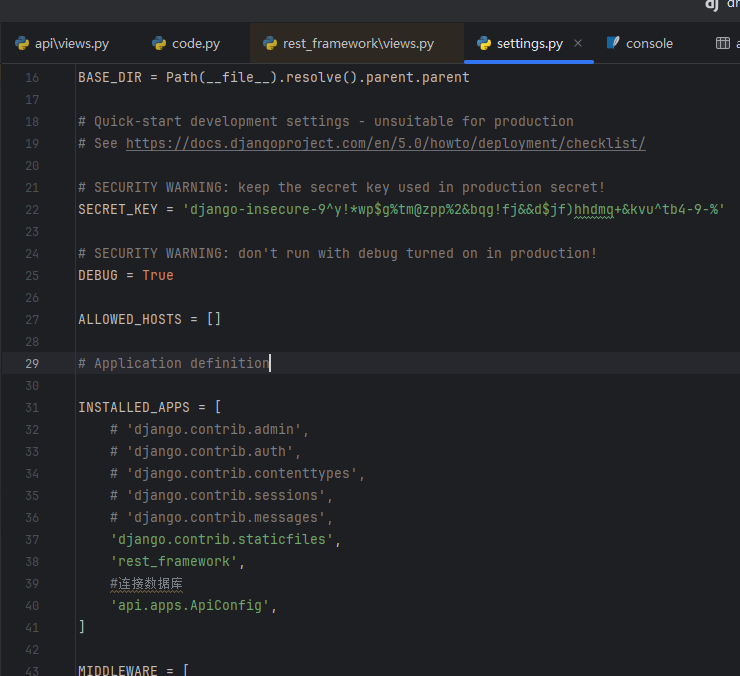 dj dr
api\views.py code.py rest_framework\views.py settings.py × console a
16 BASE_DIR = Path(__file__).resolve().parent.parent
17
18 # Quick-start development settings - unsuitable for production
19 # See https://docs.djangoproject.com/en/5.0/howto/deployment/checklist/
20
21 # SECURITY WARNING: keep the secret key used in production secret!
22 SECRET_KEY = 'django-insecure-9^y!*wp$g%tm@zpp%2&bqg!fj&&d$jf)hhdmq+&kvu^tb4-9-%'
23
24 # SECURITY WARNING: don't run with debug turned on in production!
25 DEBUG = True
26
27 ALLOWED_HOSTS = []
28
29 # Application definition
30
31 INSTALLED_APPS = [
32 # 'django.contrib.admin',
33 # 'django.contrib.auth',
34 # 'django.contrib.contenttypes',
35 # 'django.contrib.sessions',
36 # 'django.contrib.messages',
37 'django.contrib.staticfiles',
38 'rest_framework',
39 #连接数据库
40 'api.apps.ApiConfig',
41 ]
42
43 MIDDLEWARE = [